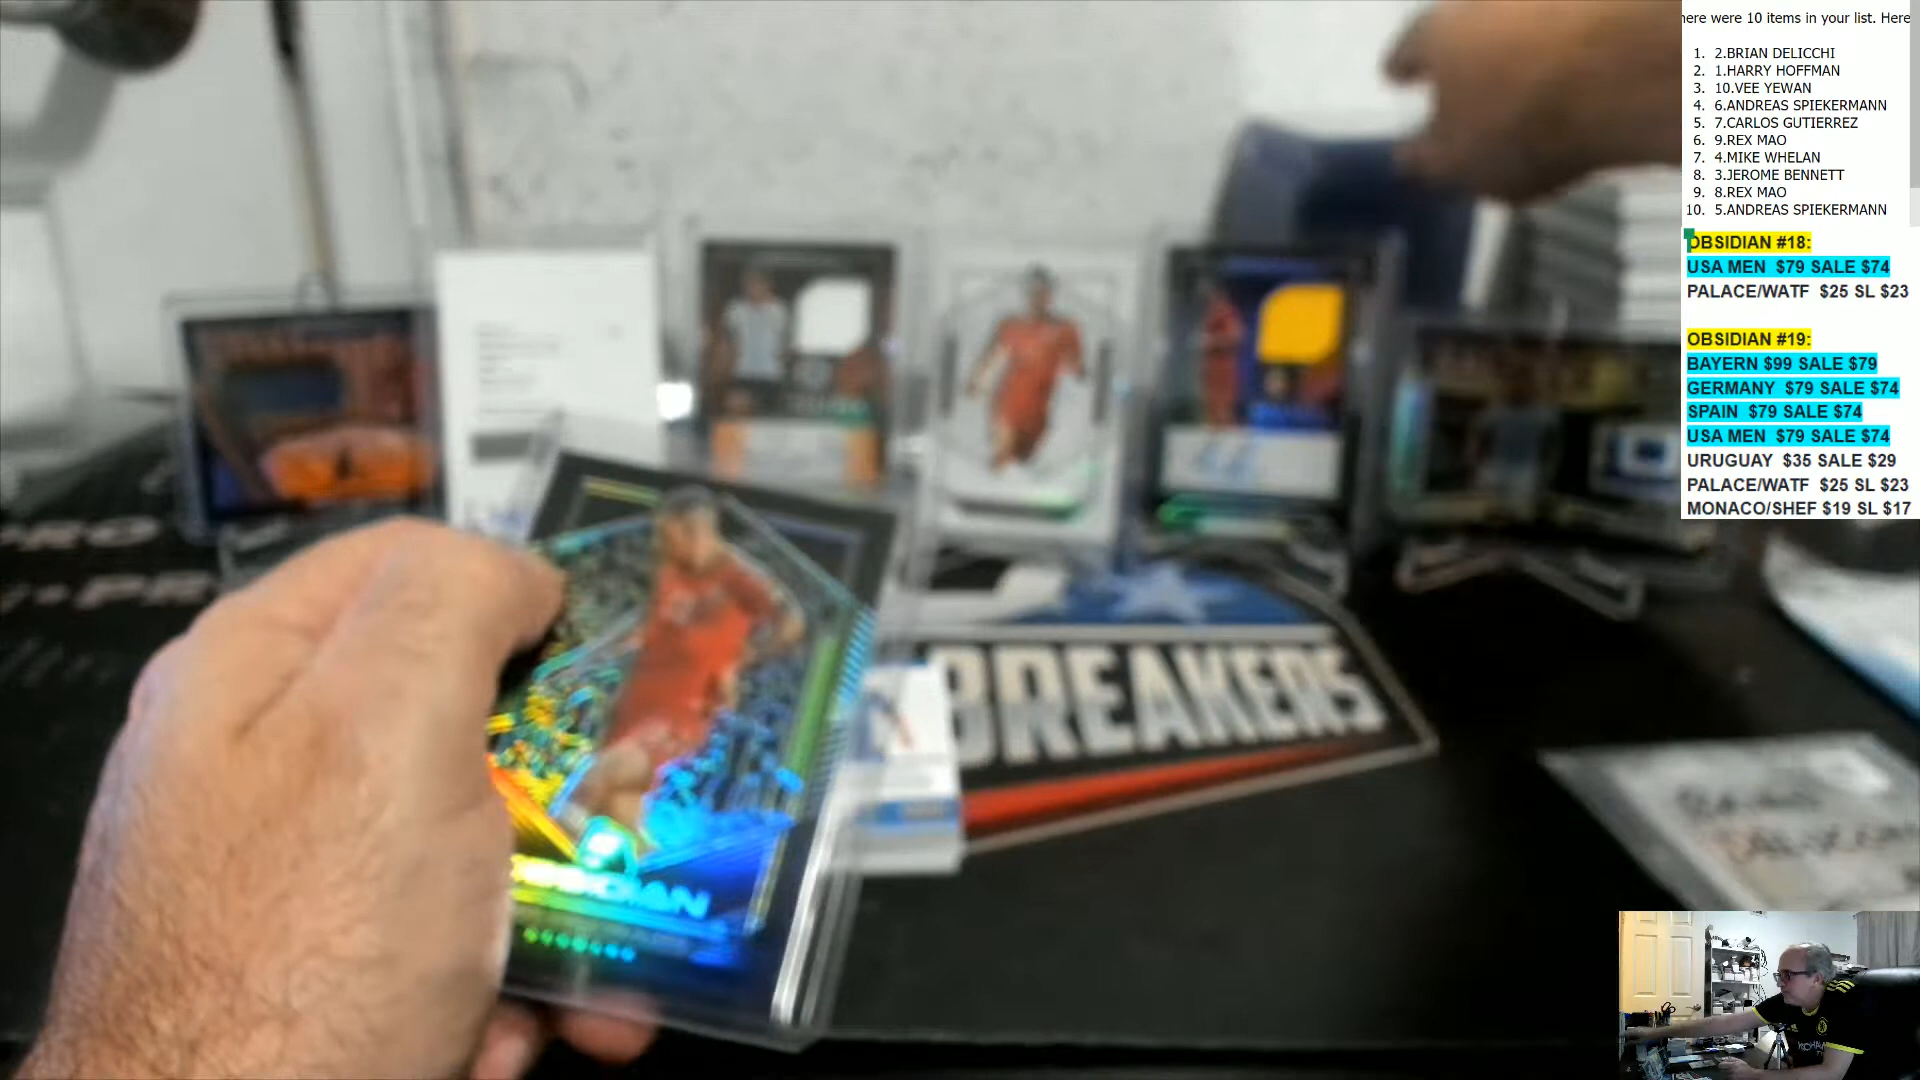 here were 10 items in your list. Here
1. 2.BRIAN DELICCHI
2. 1.HARRY HOFFMAN
3. 10.VEE YEWAN
4. 6.ANDREAS SPIEKERMANN
5. 7.CARLOS GUTIERREZ
6. 9.REX MAO
7. 4.MIKE WHELAN
8. 3.JEROME BENNETT
9. 8.REX MAO
10. 5.ANDREAS SPIEKERMANN
OBSIDIAN #18:
USA MEN $79 SALE $74
PALACE/WATF $25 SL $23
OBSIDIAN #19:
BAYERN $99 SALE $79
GERMANY $79 SALE $74
SPAIN $79 SALE $74
USA MEN $79 SALE $74
URUGUAY $35 SALE $29
PALACE/WATF $25 SL $23
MONACO/SHEF $19 SL $17
BREAKERS
OBSIDIAN